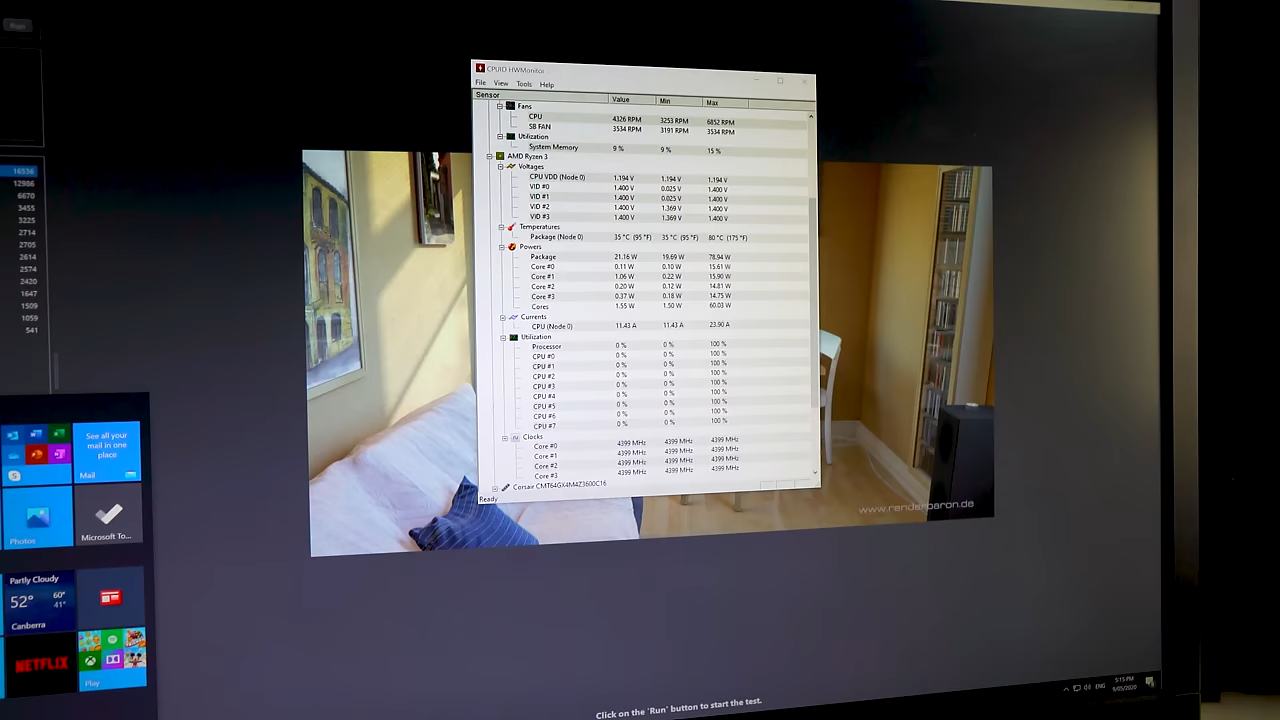 Run
16536
12986
6670
3455
3225
2714
2705
2614
2574
2420
1647
1509
1059
541
CPUID HWMonitor
File View Tools Help
Sensor Value Min Max
Fans
CPU 4326 RPM 3253 RPM 6852 RPM
SB FAN 3534 RPM 3191 RPM 3534 RPM
Utilization
System Memory 9 % 9 % 15 %
AMD Ryzen 3
Voltages
CPU VDD (Node 0) 1.194 V 1.194 V 1.194 V
VID #0 1.400 V 0.025 V 1.400 V
VID #1 1.400 V 0.025 V 1.400 V
VID #2 1.400 V 1.369 V 1.400 V
VID #3 1.400 V 1.369 V 1.400 V
Temperatures
Package (Node 0) 35 °C (95 °F) 35 °C (95 °F) 80 °C (175 °F)
Powers
Package 21.16 W 19.69 W 78.94 W
Core #0 0.11 W 0.10 W 15.61 W
Core #1 1.06 W 0.22 W 15.90 W
Core #2 0.20 W 0.12 W 14.81 W
Core #3 0.37 W 0.18 W 14.75 W
Cores 1.55 W 1.50 W 60.03 W
Currents
CPU (Node 0) 11.43 A 11.43 A 23.90 A
Utilization
Processor 0 % 0 % 100 %
CPU #0 0 % 0 % 100 %
CPU #1 0 % 0 % 100 %
CPU #2 0 % 0 % 100 %
CPU #3 0 % 0 % 100 %
CPU #4 0 % 0 % 100 %
CPU #5 0 % 0 % 100 %
CPU #6 0 % 0 % 100 %
CPU #7 0 % 0 % 100 %
Clocks
Core #0 4399 MHz 4399 MHz 4399 MHz
Core #1 4399 MHz 4399 MHz 4399 MHz
Core #2 4399 MHz 4399 MHz 4399 MHz
Core #3 4399 MHz 4399 MHz 4399 MHz
Corsair CMT64GX4M4Z3600C16
Ready
www.renderbaron.de
See all your
mail in one
place
Mail
Photos
Microsoft To...
Partly Cloudy
52° 60°
41°
Canberra
NETFLIX
Play
Click on the 'Run' button to start the test.
ENG
5:15 PM
9/05/2020